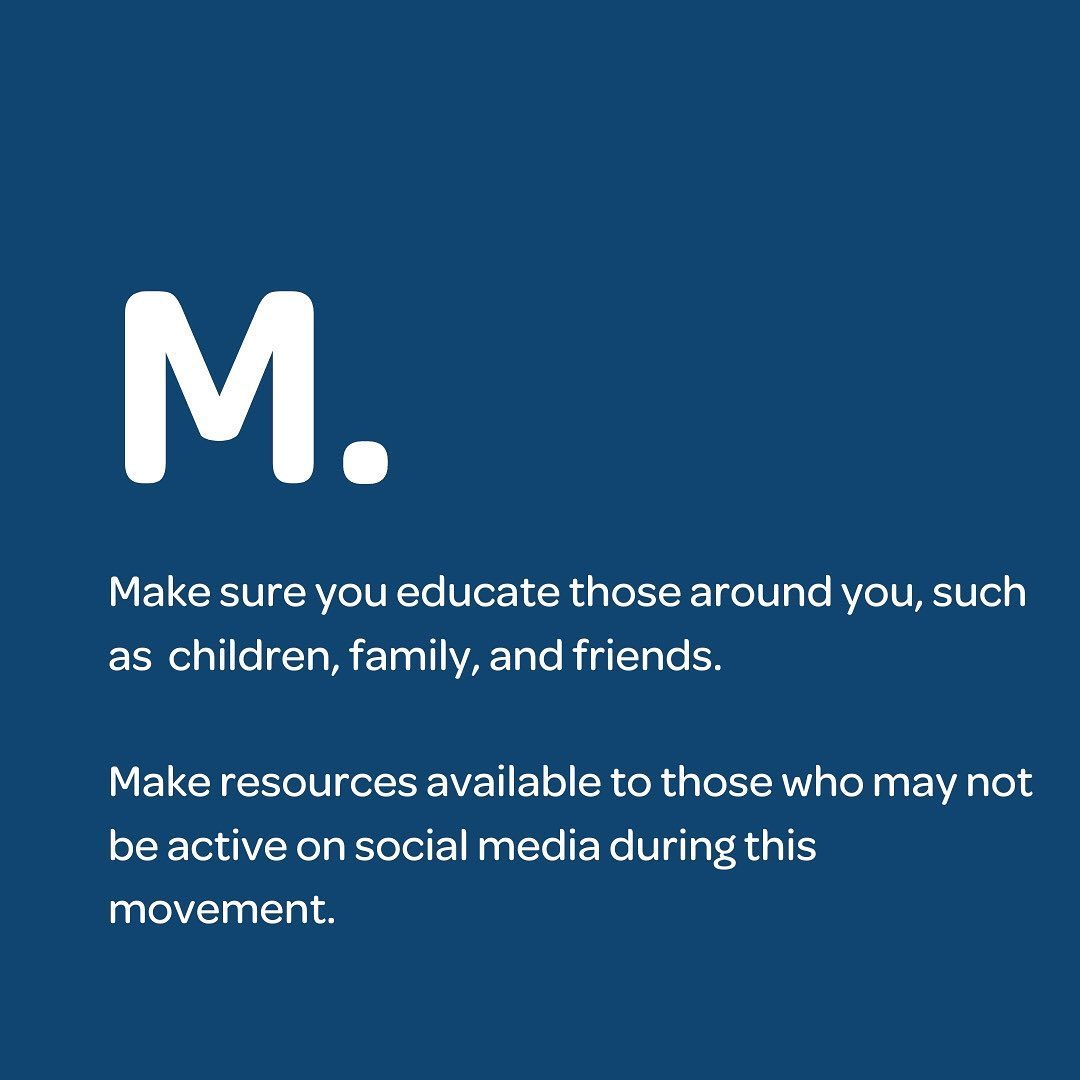 M.
Make sure you educate those around you, such
as  children, family, and friends.
Make resources available to those who may not
be active on social media during this
movement.